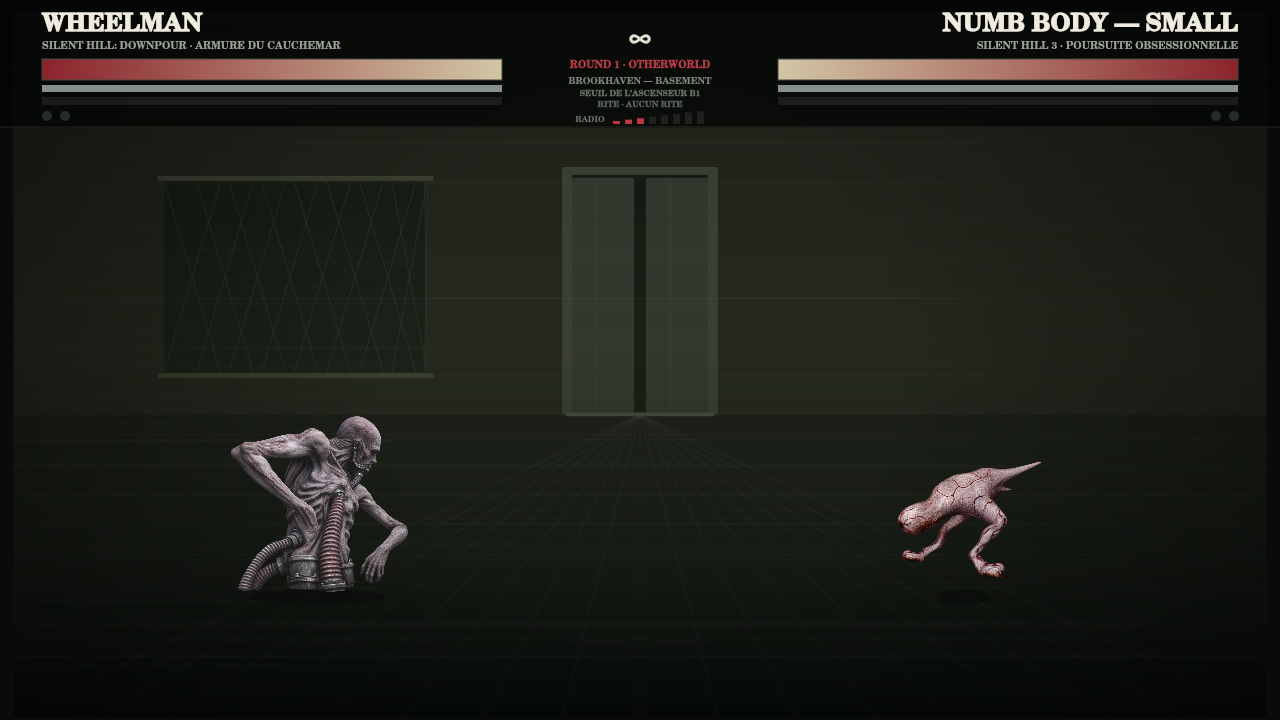 WHEELMAN
SILENT HILL: DOWNPOUR · ARMURE DU CAUCHEMAR
∞
ROUND 1 · OTHERWORLD
BROOKHAVEN — BASEMENT
SEUIL DE L'ASCENSEUR B1
RITE · AUCUN RITE
RADIO
NUMB BODY — SMALL
SILENT HILL 3 · POURSUITE OBSESSIONNELLE